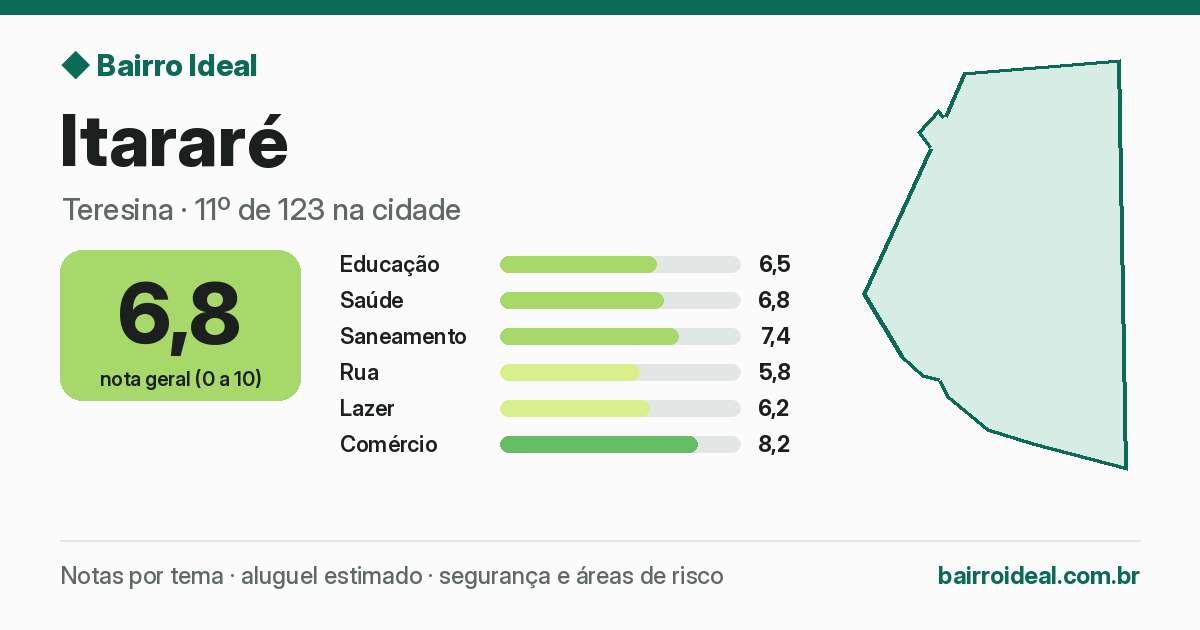 Bairro Ideal
Itararé
Teresina · 11º de 123 na cidade
6,8
nota geral (0 a 10)
Educação 6,5
Saúde 6,8
Saneamento 7,4
Rua 5,8
Lazer 6,2
Comércio 8,2
Notas por tema · aluguel estimado · segurança e áreas de risco
bairroideal.com.br